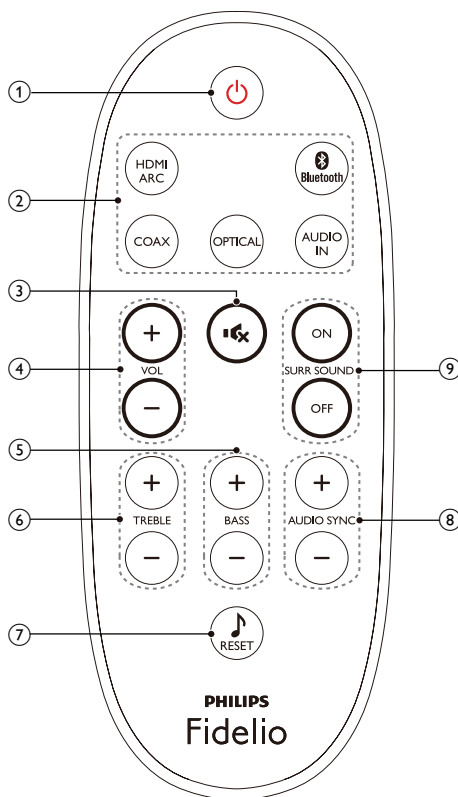 1
HDMI
ARC
Bluetooth
2
COAX
OPTICAL
AUDIO
IN
3
+
ON
4
VOL
SURR SOUND
9
−
OFF
5
+
+
+
6
TREBLE
BASS
AUDIO SYNC
8
−
−
−
7
RESET
PHILIPS
Fidelio